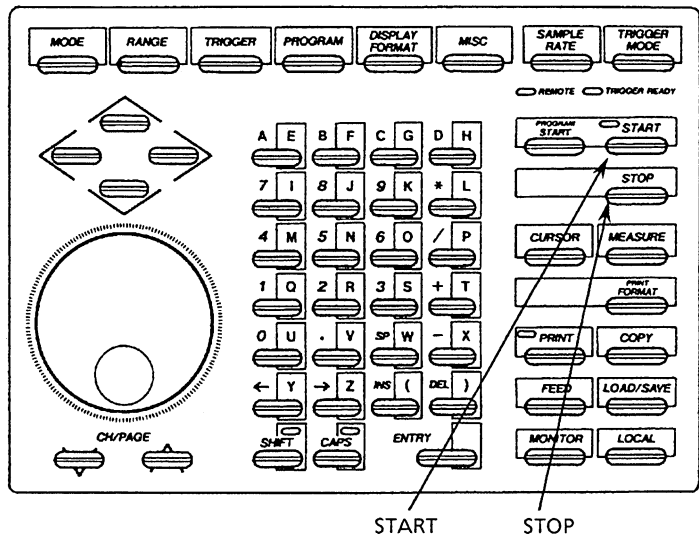 MODE RANGE TRIGGER PROGRAM DISPLAY FORMAT MISC SAMPLE RATE TRIGGER MODE
REMOTE TRIGGER READY
PROGRAM START START
A E B F C G D H
7 I 8 J 9 K * L
STOP
4 M 5 N 6 O / P
CURSOR MEASURE
1 Q 2 R 3 S + T
PRINT FORMAT
0 U . V SP W - X
PRINT COPY
← Y → Z INS ( DEL )
FEED LOAD/SAVE
CH/PAGE
SHIFT CAPS ENTRY
MONITOR LOCAL
START STOP